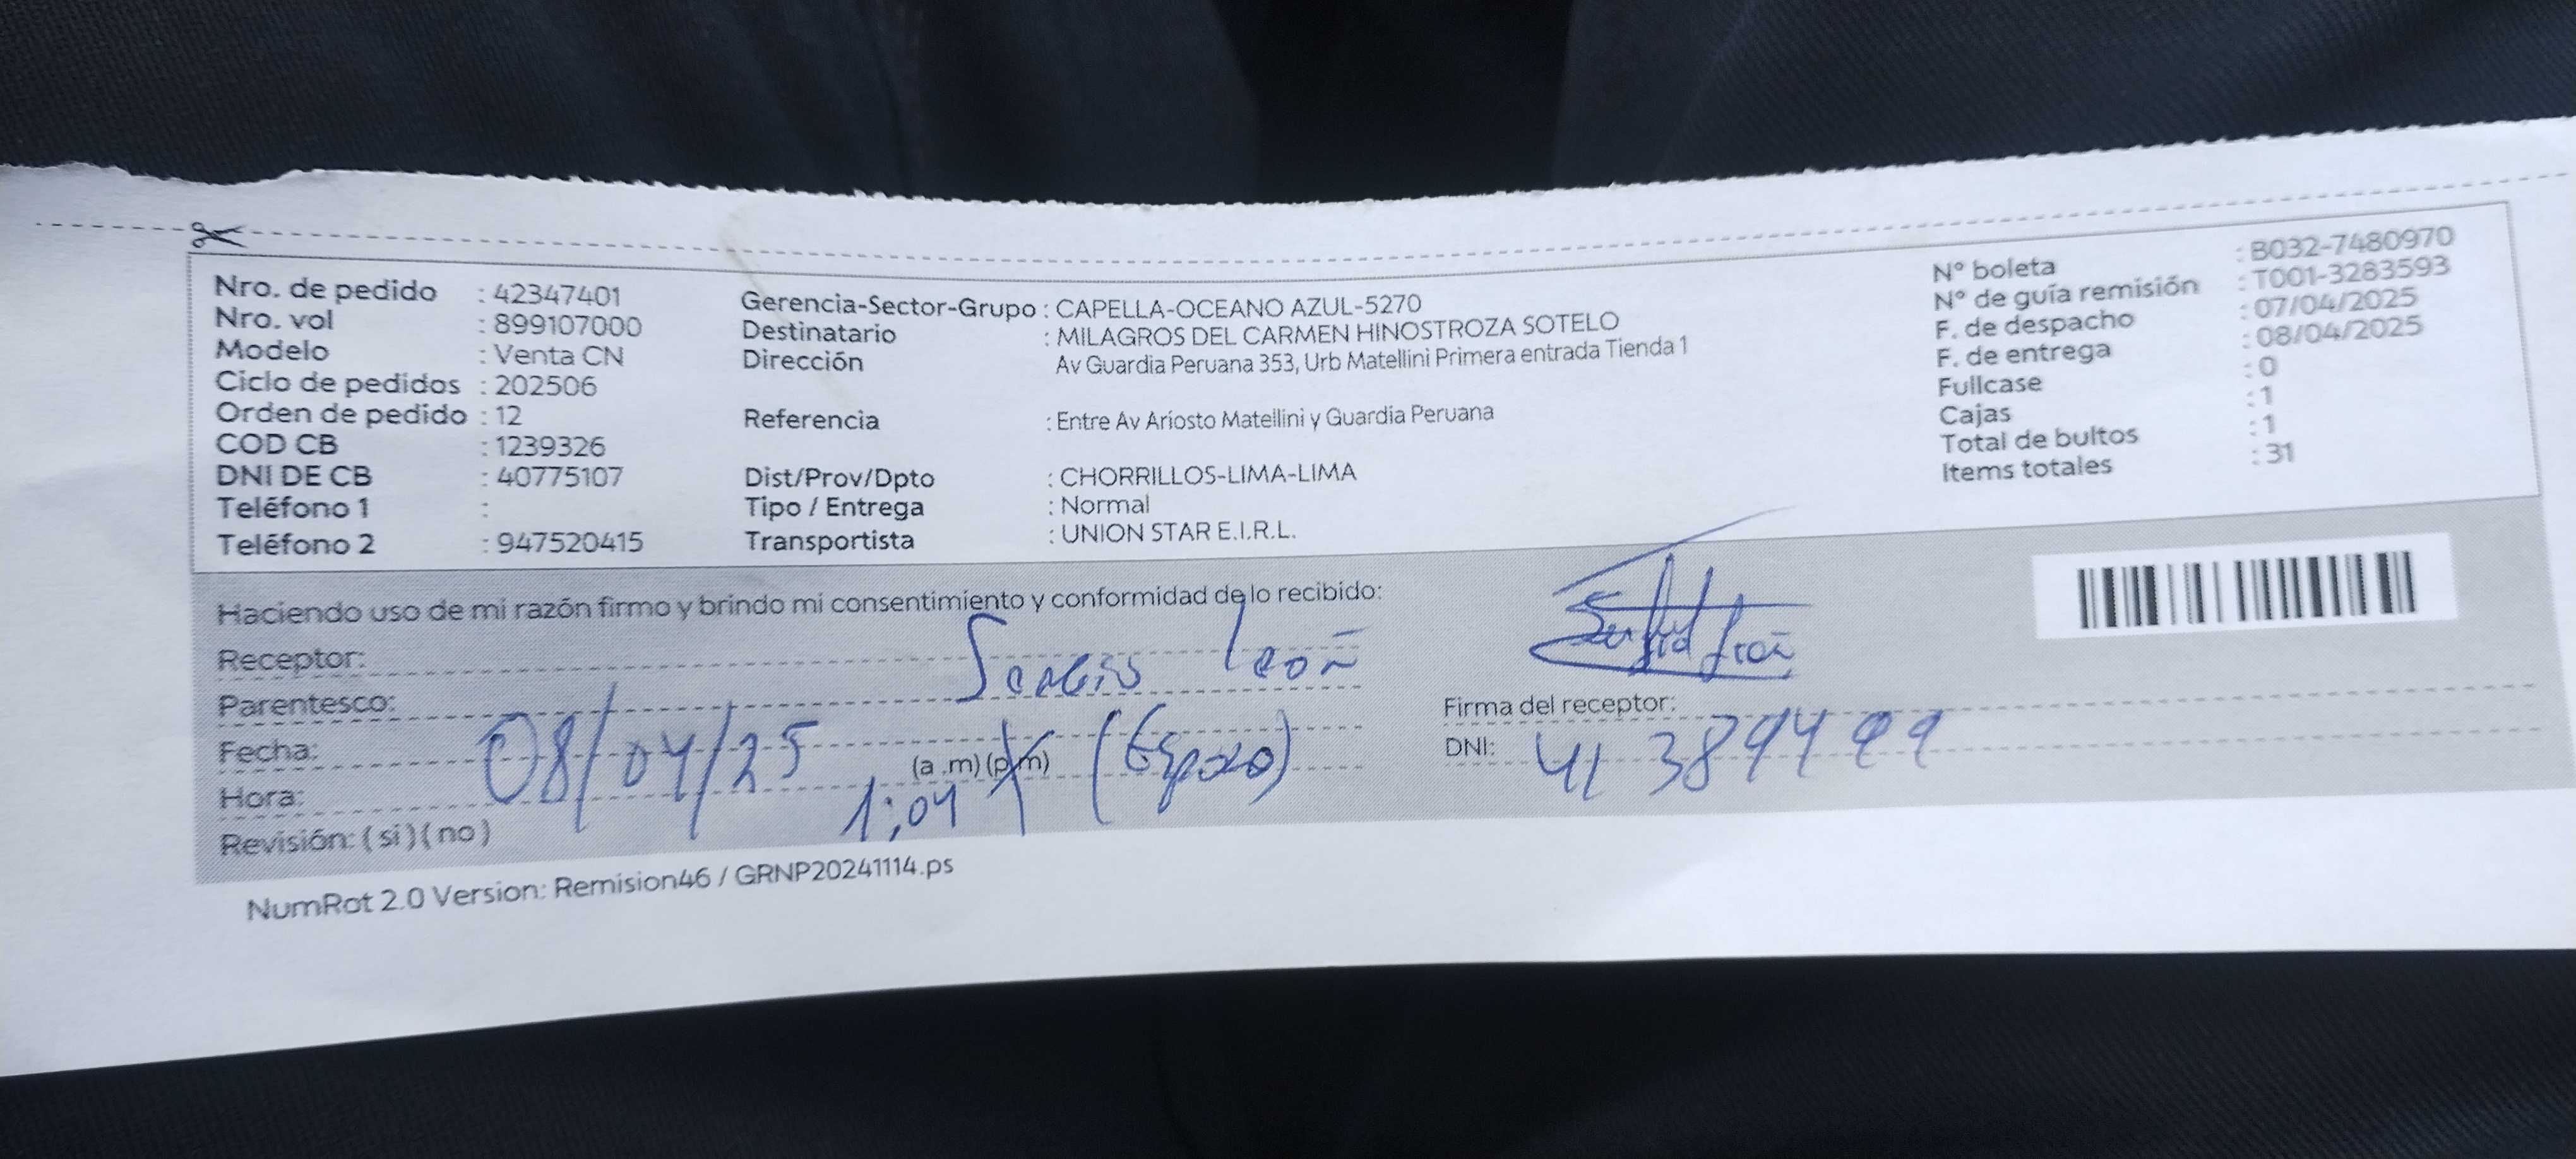 Nro. de pedido : 42347401
Nro. vol : 899107000
Modelo : Venta CN
Ciclo de pedidos : 202506
Orden de pedido : 12
COD CB : 1239326
DNI DE CB : 40775107
Teléfono 1 :
Teléfono 2 : 947520415
Gerencia-Sector-Grupo : CAPELLA-OCEANO AZUL-5270
Destinatario : MILAGROS DEL CARMEN HINOSTROZA SOTELO
Dirección Av Guardia Peruana 353, Urb Matellini Primera entrada Tienda 1
Referencia : Entre Av Ariosto Matellini y Guardia Peruana
Dist/Prov/Dpto : CHORRILLOS-LIMA-LIMA
Tipo / Entrega : Normal
Transportista : UNION STAR E.I.R.L.
N° boleta : B032-7480970
N° de guía remisión : T001-3283593
F. de despacho : 07/04/2025
F. de entrega : 08/04/2025
Fullcase : 0
Cajas : 1
Total de bultos : 1
Items totales : 31
Haciendo uso de mi razón firmo y brindo mi consentimiento y conformidad de lo recibido:
Receptor: León
Parentesco:
Fecha: 08/04/25 (a .m) (p.m) (Esposo)
Hora: 1:04
Revisión: ( si ) ( no )
Firma del receptor:
DNI: 41389499
NumRot 2.0 Version: Remision46 / GRNP20241114.ps